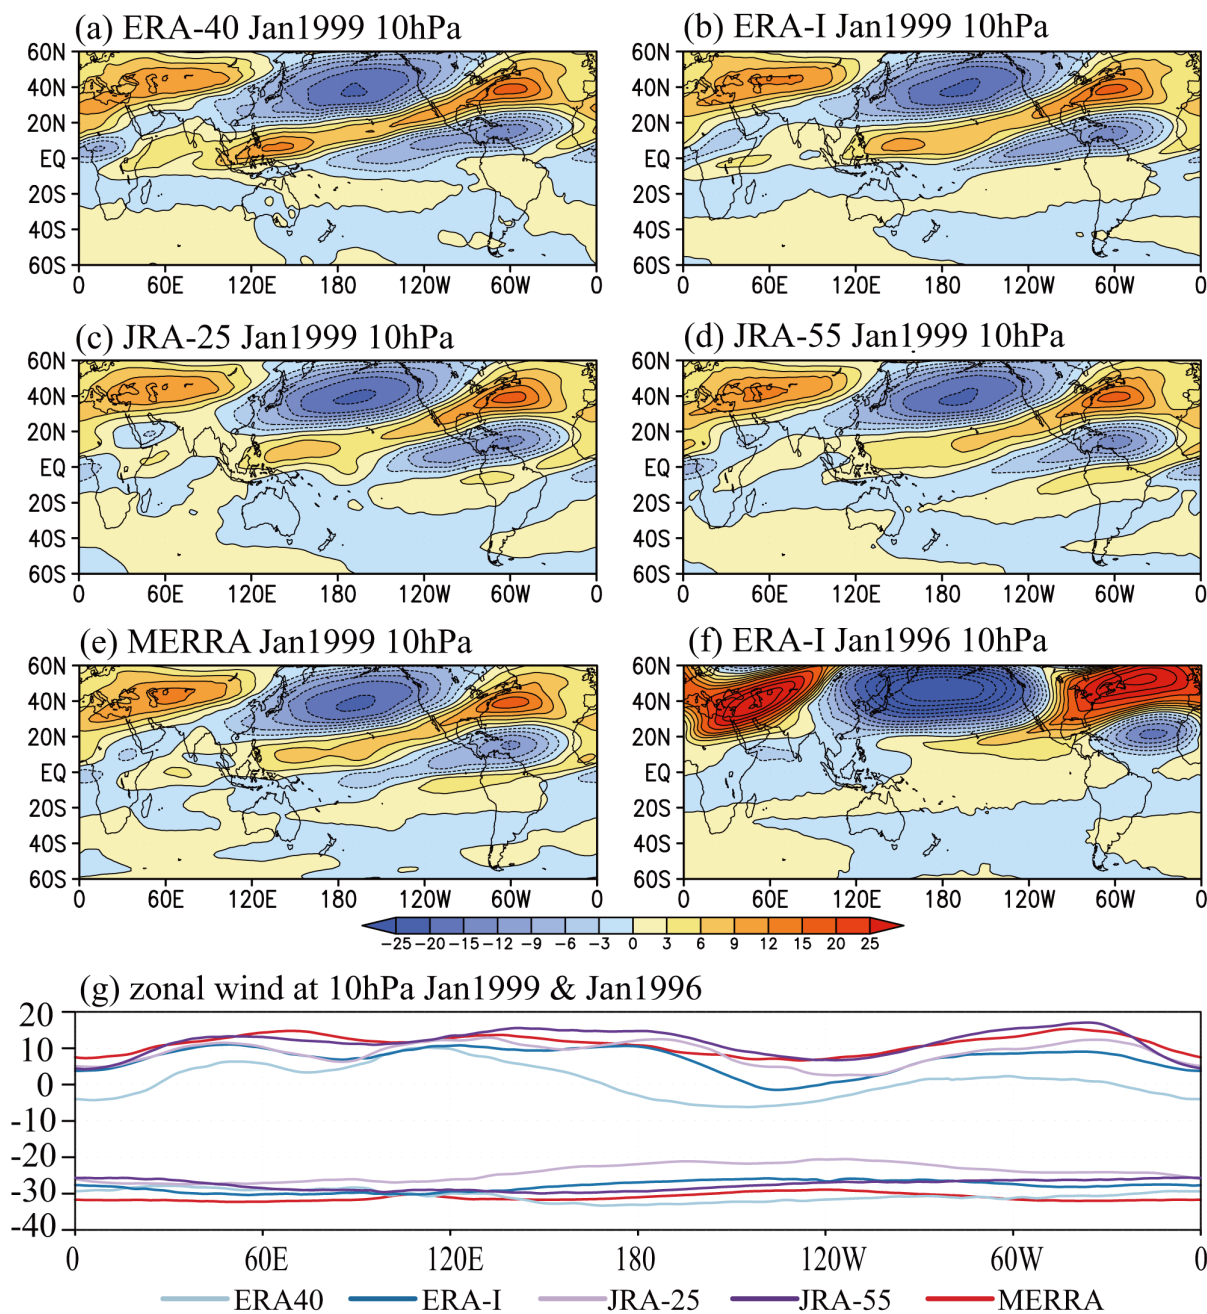 (a) ERA-40 Jan1999 10hPa
(b) ERA-I Jan1999 10hPa
60N
40N
20N
EQ
20S
40S
60S
0 60E 120E 180 120W 60W 0
60N
40N
20N
EQ
20S
40S
60S
0 60E 120E 180 120W 60W 0
(c) JRA-25 Jan1999 10hPa
(d) JRA-55 Jan1999 10hPa
60N
40N
20N
EQ
20S
40S
60S
0 60E 120E 180 120W 60W 0
60N
40N
20N
EQ
20S
40S
60S
0 60E 120E 180 120W 60W 0
(e) MERRA Jan1999 10hPa
(f) ERA-I Jan1996 10hPa
60N
40N
20N
EQ
20S
40S
60S
0 60E 120E 180 120W 60W 0
60N
40N
20N
EQ
20S
40S
60S
0 60E 120E 180 120W 60W 0
-25 -20 -15 -12 -9 -6 -3 0 3 6 9 12 15 20 25
(g) zonal wind at 10hPa Jan1999 & Jan1996
20
10
0
-10
-20
-30
-40
0 60E 120E 180 120W 60W 0
ERA40 ERA-I JRA-25 JRA-55 MERRA